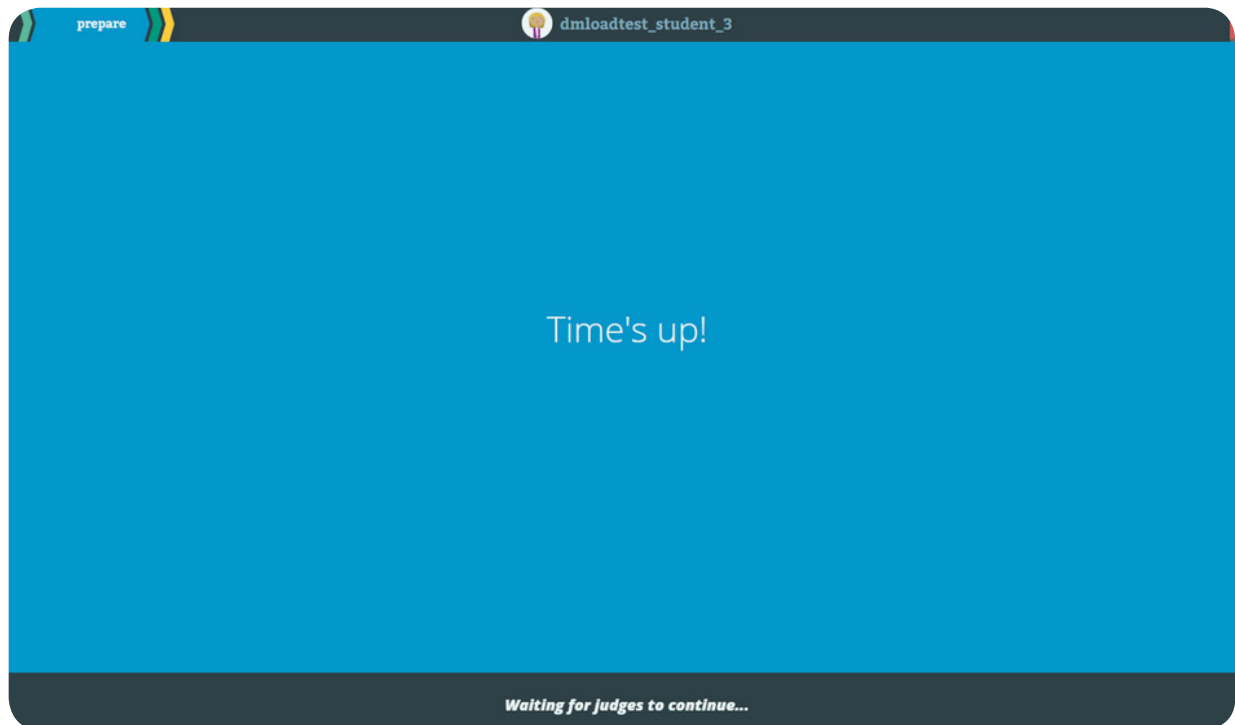 prepare
dmloadtest_student_3
Time's up!
Waiting for judges to continue...